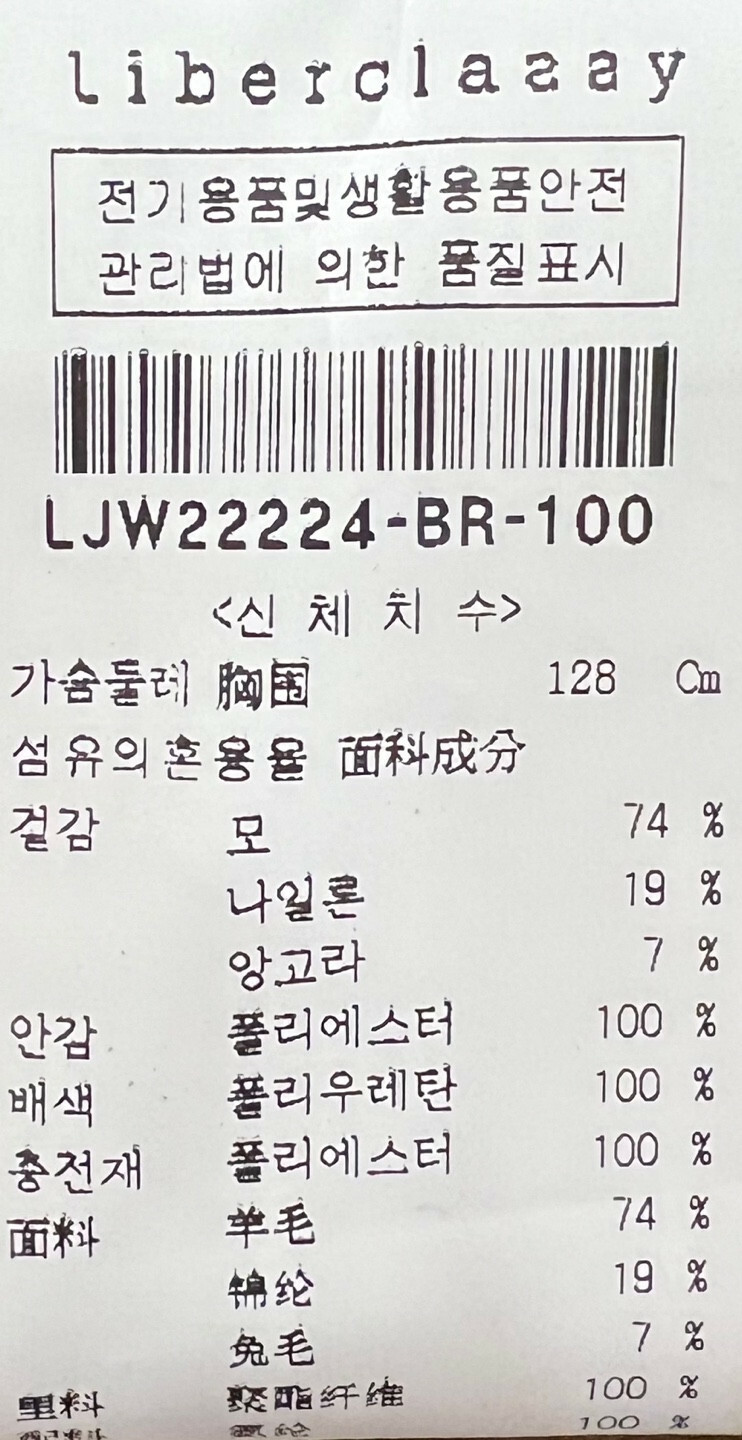 liberclassy
전기용품및생활용품안전
관리법에 의한 품질표시
LJW22224-BR-100
<신 체 치 수>
가슴둘레 胸围 128 Cm
섬유의혼용율 面料成分
겉감 모 74 %
나일론 19 %
앙고라 7 %
안감 폴리에스터 100 %
배색 폴리우레탄 100 %
충전재 폴리에스터 100 %
面料 羊毛 74 %
锦纶 19 %
兔毛 7 %
里料 聚酯纤维 100 %
100 %